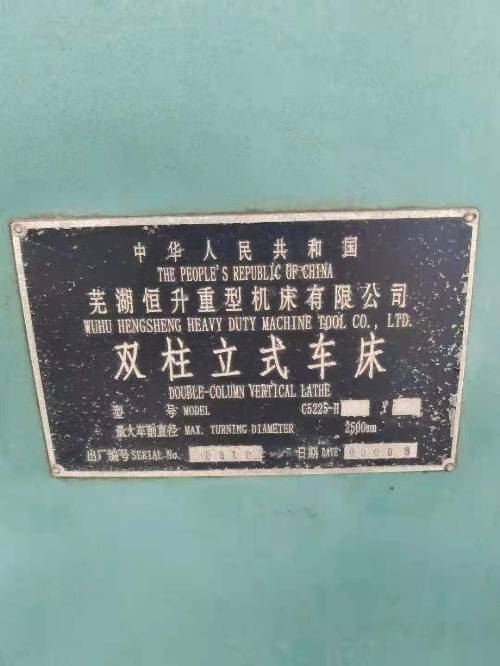 中华人民共和国
THE PEOPLE'S REPUBLIC OF CHINA
芜湖恒升重型机床有限公司
WUHU HENGSHENG HEAVY DUTY MACHINE TOOL CO., LTD.
双柱立式车床
DOUBLE-COLUMN VERTICAL LATHE
型 号 MODEL C5225-H
最大车削直径 MAX. TURNING DIAMETER 2500mm
出厂编号 SERIAL No. 0810 日期 DATE